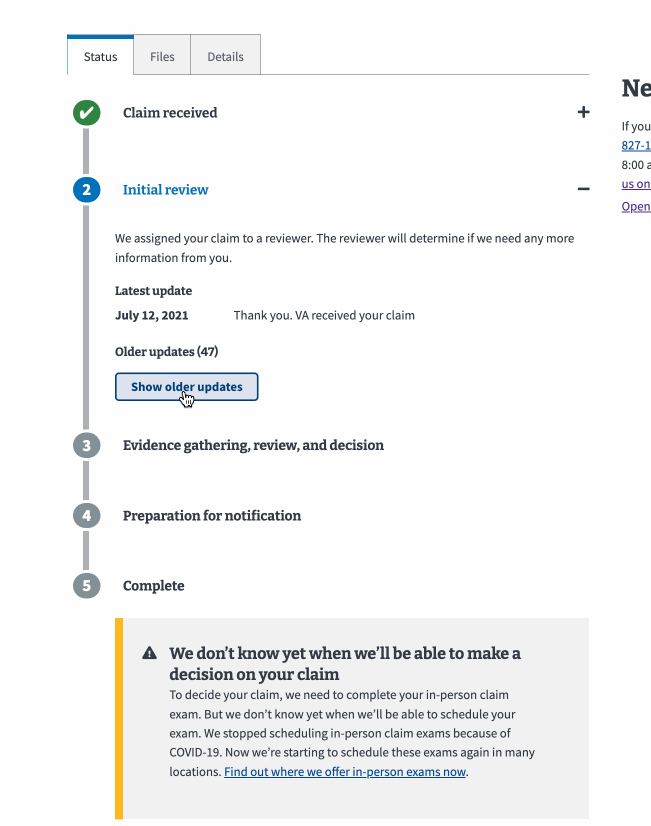 Status
Files
Details
Claim received
2
Initial review
We assigned your claim to a reviewer. The reviewer will determine if we need any more
information from you.
Latest update
July 12, 2021
Thank you. VA received your claim
Older updates (47)
Show older updates
3
Evidence gathering, review, and decision
4
Preparation for notification
5
Complete
We don't know yet when we'll be able to make a
decision on your claim
To decide your claim, we need to complete your in-person claim
exam. But we don't know yet when we'll be able to schedule your
exam. We stopped scheduling in-person claim exams because of
COVID-19. Now we're starting to schedule these exams again in many
locations. Find out where we offer in-person exams now.
Ne
If you
827-1
8:00 a
us on
Open